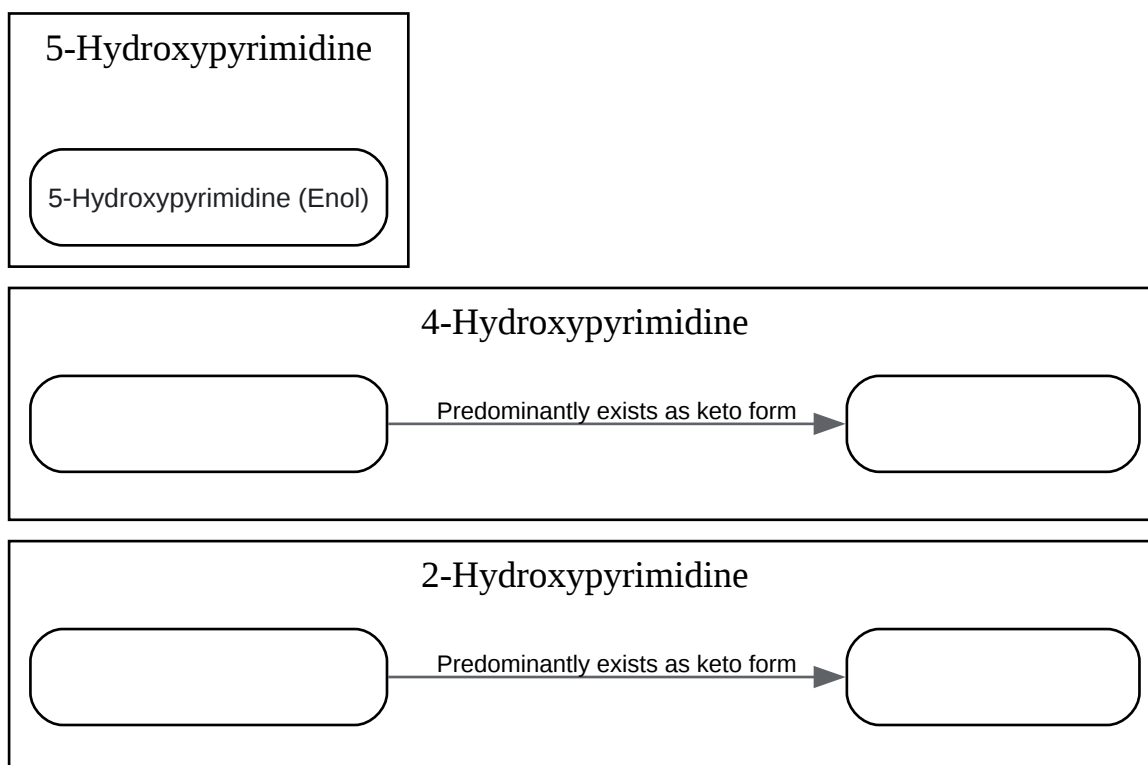 5-Hydroxypyrimidine
5-Hydroxypyrimidine (Enol)
4-Hydroxypyrimidine
Predominantly exists as keto form
2-Hydroxypyrimidine
Predominantly exists as keto form